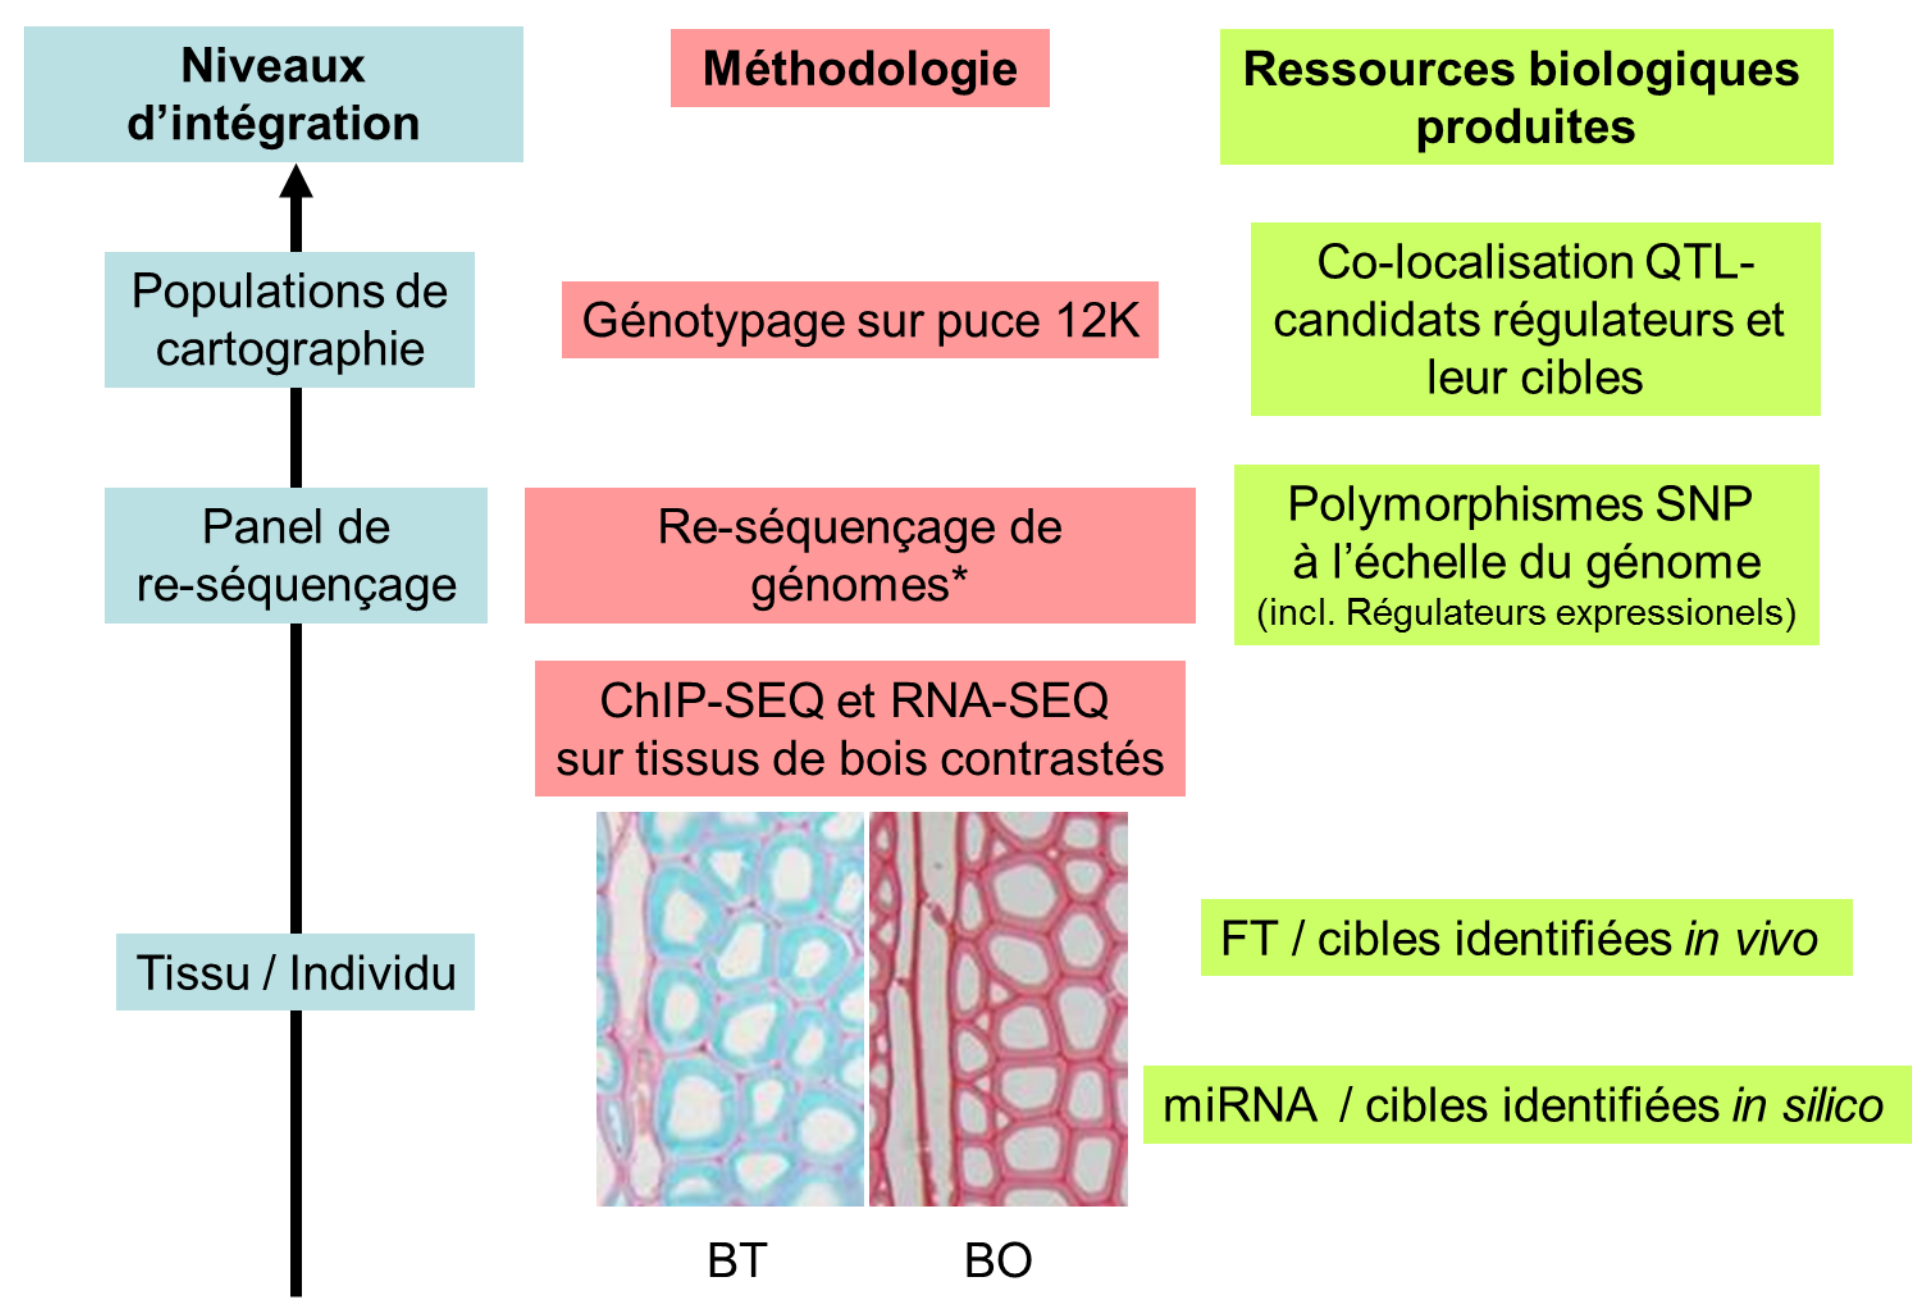 Niveaux
d’intégration
Méthodologie
Ressources biologiques
produites
Populations de
cartographie
Génotypage sur puce 12K
Co-localisation QTL-
candidats régulateurs et
leur cibles
Panel de
re-séquençage
Re-séquençage de
génomes*
Polymorphismes SNP
à l’échelle du génome
(incl. Régulateurs expressionels)
ChIP-SEQ et RNA-SEQ
sur tissus de bois contrastés
Tissu / Individu
FT / cibles identifiées in vivo
miRNA / cibles identifiées in silico
BT
BO